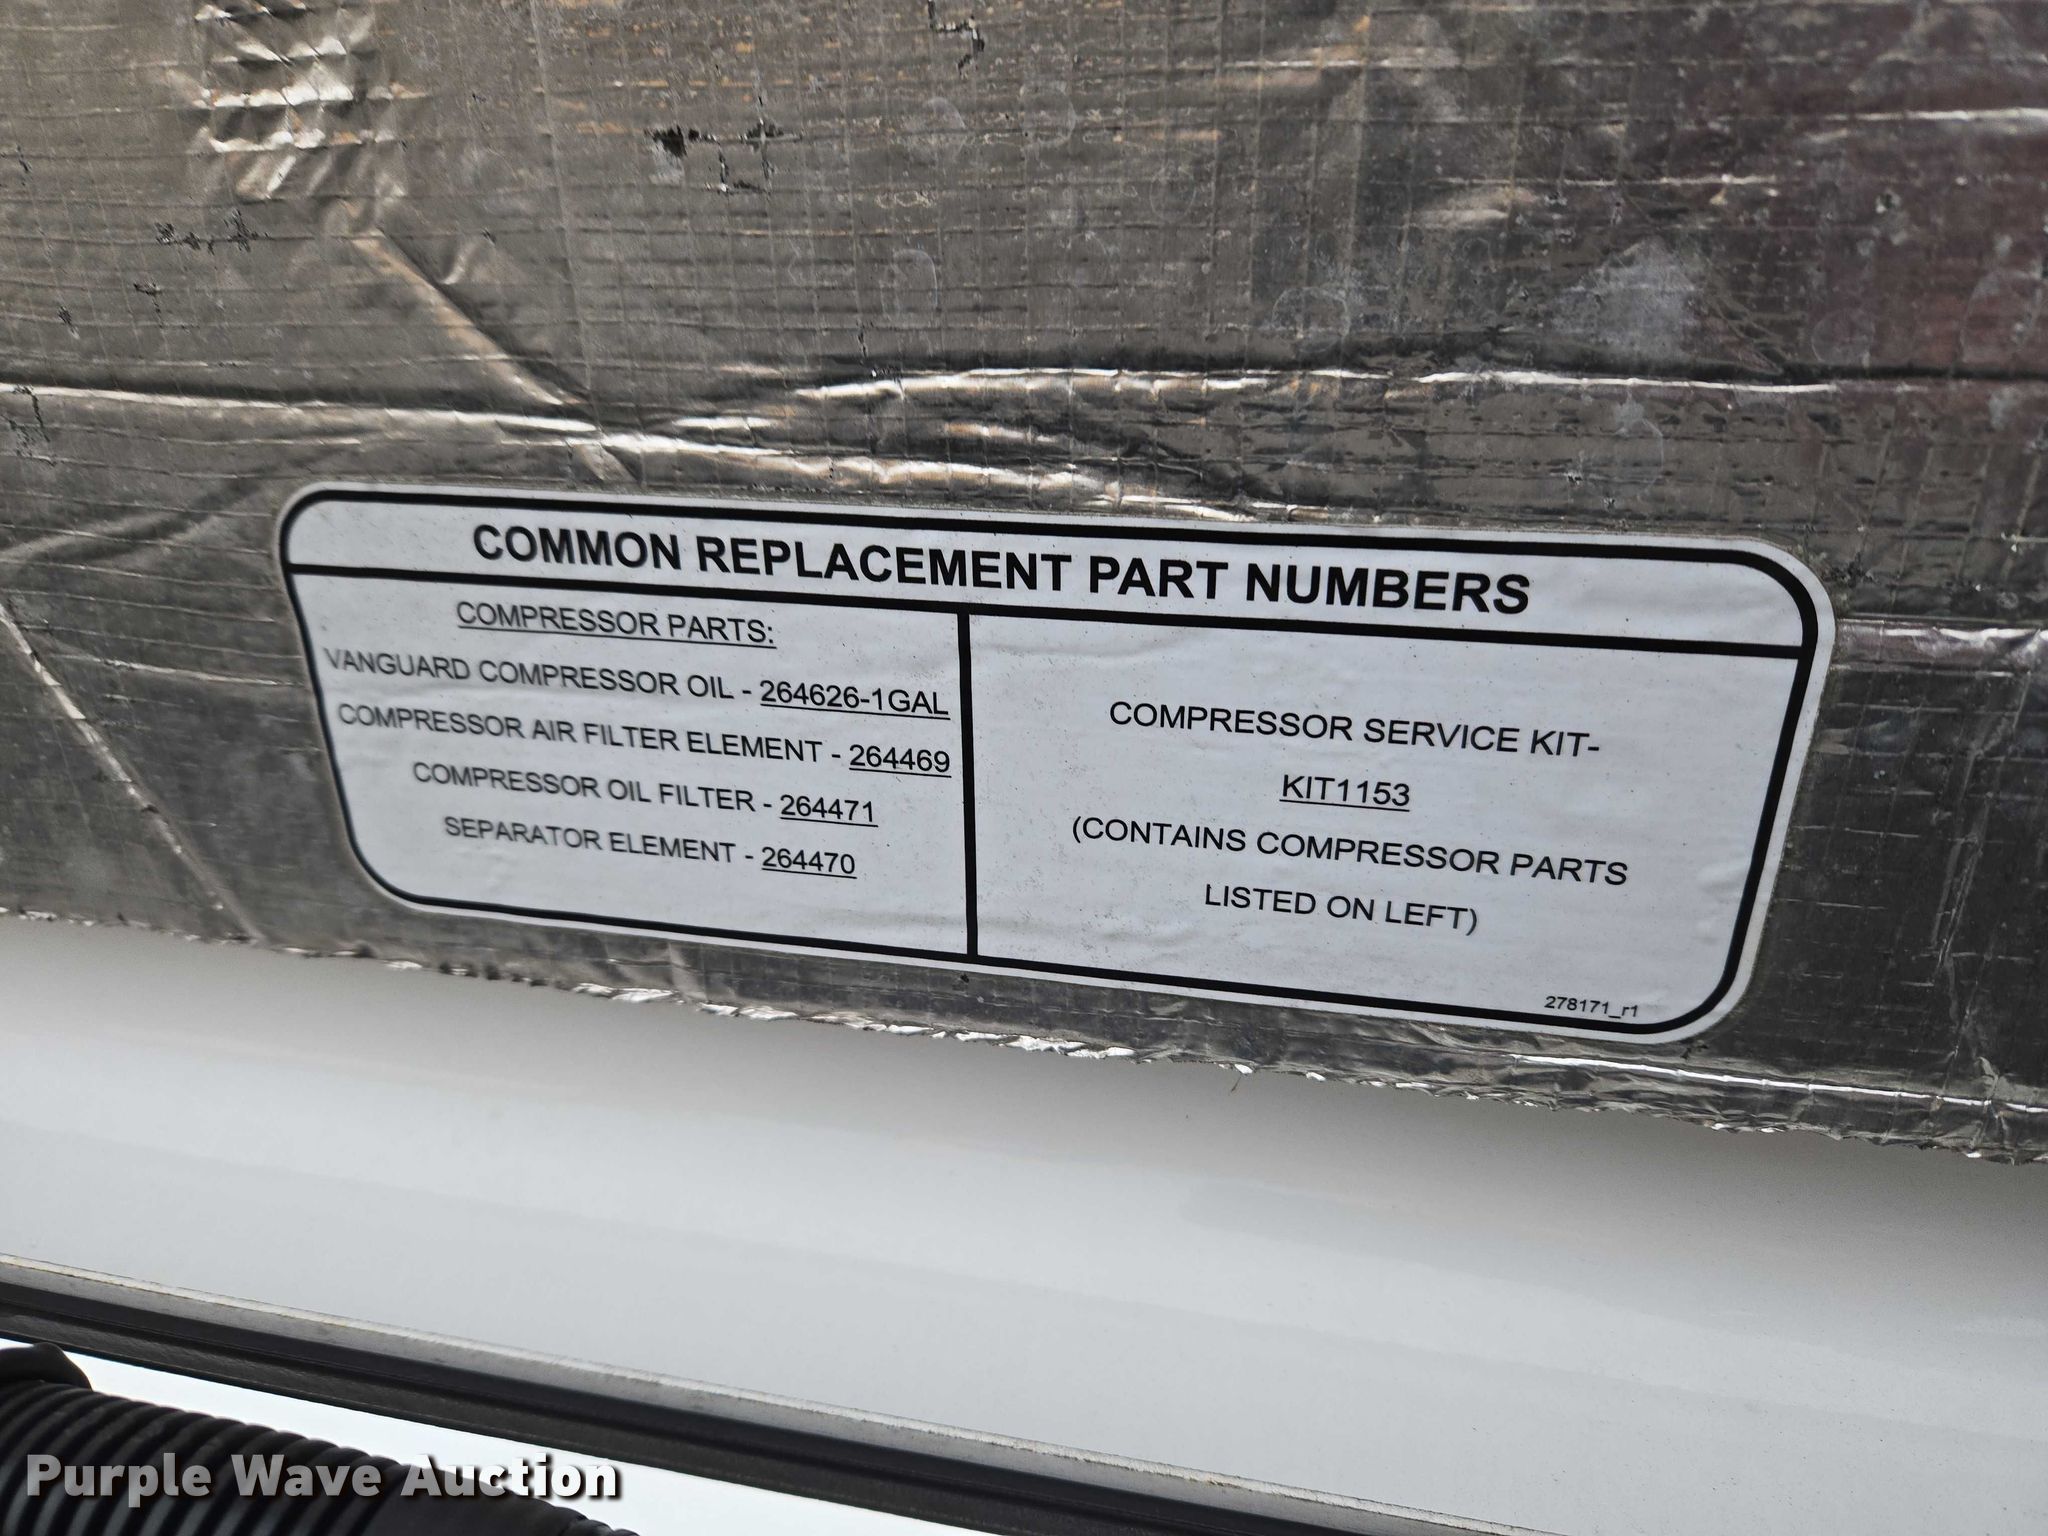 COMMON REPLACEMENT PART NUMBERS
COMPRESSOR PARTS:
VANGUARD COMPRESSOR OIL - 264626-1GAL
COMPRESSOR AIR FILTER ELEMENT - 264469
COMPRESSOR OIL FILTER - 264471
SEPARATOR ELEMENT - 264470
COMPRESSOR SERVICE KIT-
KIT1153
(CONTAINS COMPRESSOR PARTS
LISTED ON LEFT)
278171_r1
Purple Wave Auction